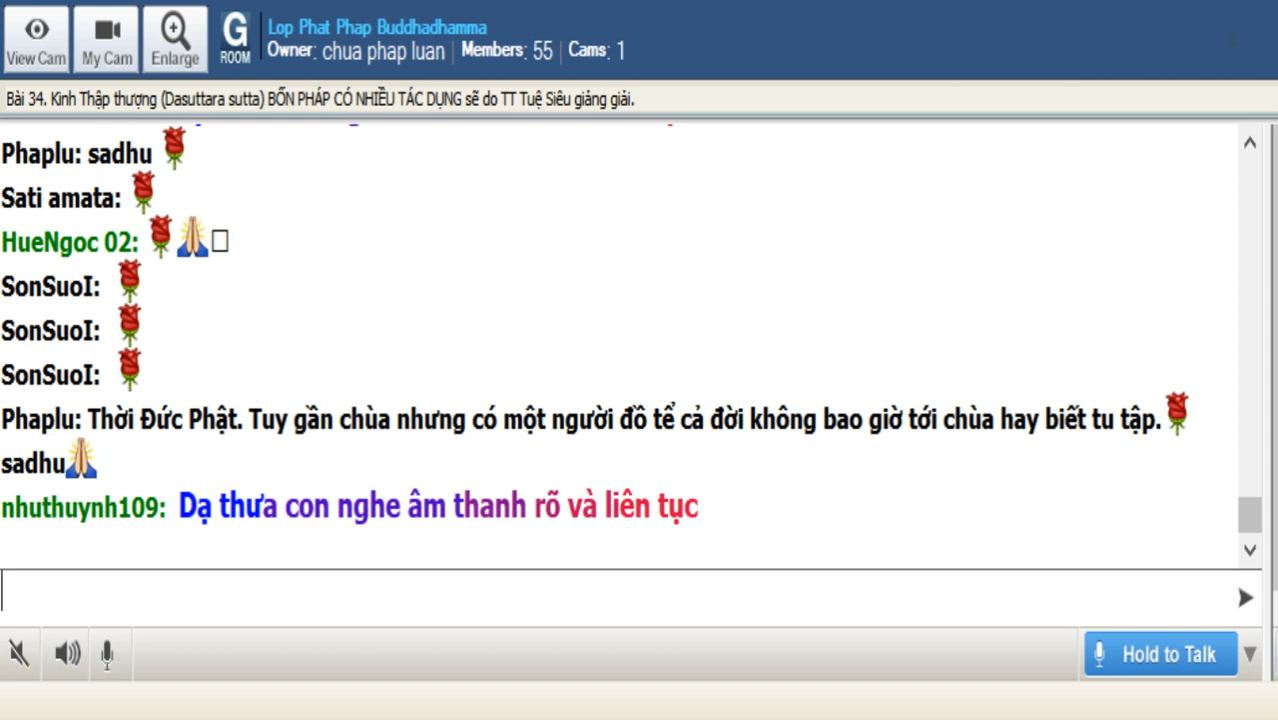 View Cam
My Cam
Enlarge
G
ROOM
Lop Phat Phap Buddhadhamma
Owner: chua phap luan | Members: 55 | Cams: 1
Bài 34. Kinh Thập thượng (Dasuttara sutta) BỐN PHÁP CÓ NHIỀU TÁC DỤNG sẽ do TT Tuệ Siêu giảng giải.
Phaplu: sadhu
Sati amata:
HueNgoc 02:
SonSuoI:
SonSuoI:
SonSuoI:
Phaplu: Thời Đức Phật. Tuy gần chùa nhưng có một người đồ tể cả đời không bao giờ tới chùa hay biết tu tập.
sadhu
nhuthuynh109: Dạ thưa con nghe âm thanh rõ và liên tục
Hold to Talk